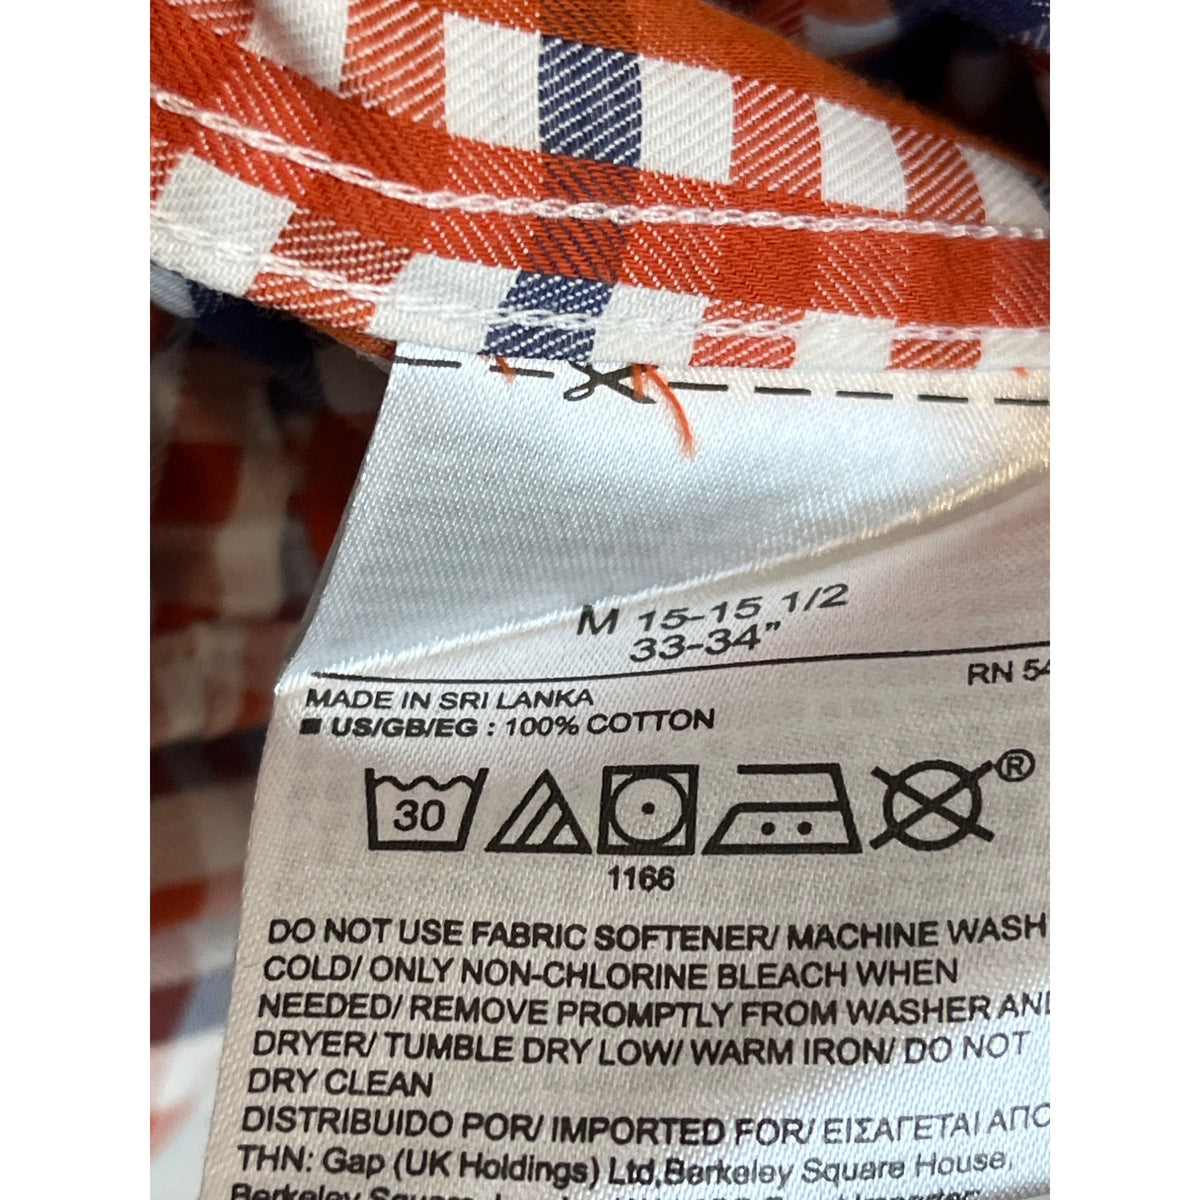 M 15-15 1/2
33-34"
RN 54
MADE IN SRI LANKA
US/GB/EG : 100% COTTON
30
®
1166
DO NOT USE FABRIC SOFTENER/ MACHINE WASH
COLD/ ONLY NON-CHLORINE BLEACH WHEN
NEEDED/ REMOVE PROMPTLY FROM WASHER AND
DRYER/ TUMBLE DRY LOW/ WARM IRON/ DO NOT
DRY CLEAN
DISTRIBUIDO POR/ IMPORTED FOR/ ΕΙΣΑΓΕΤΑΙ ΑΠΟ
THN: Gap (UK Holdings) Ltd,Berkeley Square House,
Berkeley Square,